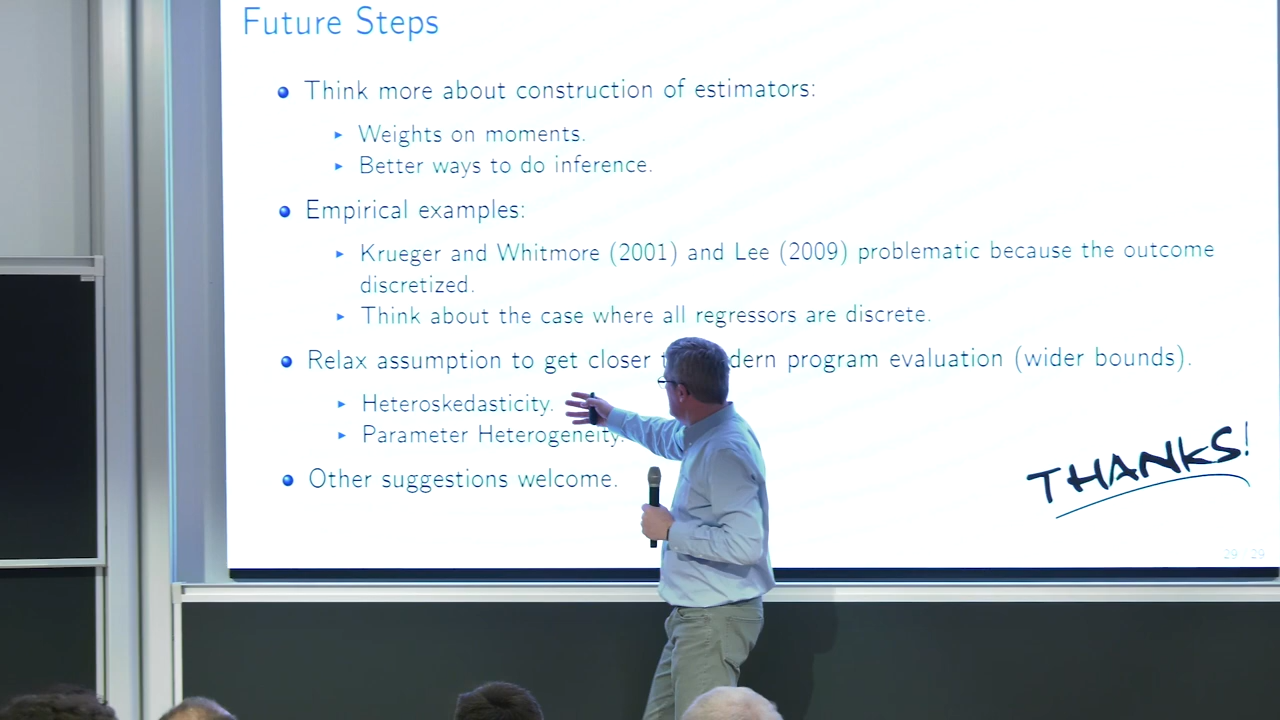 Future Steps
Think more about construction of estimators:
Weights on moments.
Better ways to do inference.
Empirical examples:
Krueger and Whitmore (2001) and Lee (2009) problematic because the outcome
discretized.
Think about the case where all regressors are discrete.
Relax assumption to get closer program evaluation (wider bounds).
Heteroskedasticity.
Parameter Heterogeneity.
Other suggestions welcome.
THANKS!
29 / 29